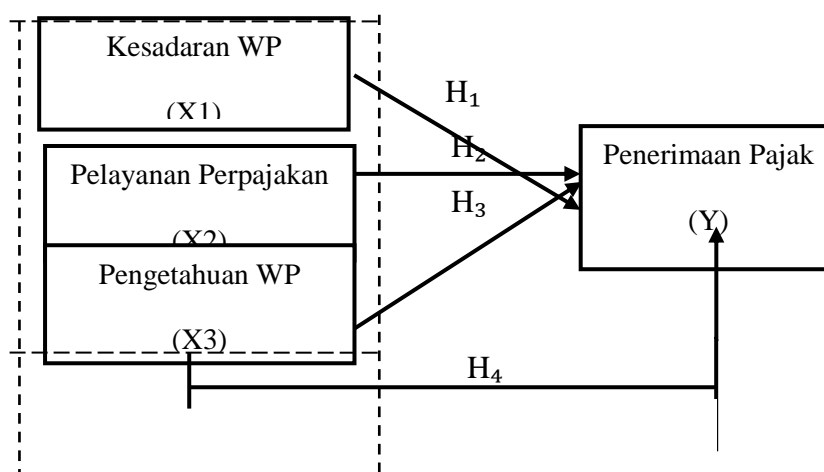 Kesadaran WP
(X1)
H₁
Pelayanan Perpajakan
(X2)
H₂
Penerimaan Pajak
(Y)
H₃
Pengetahuan WP
(X3)
H₄